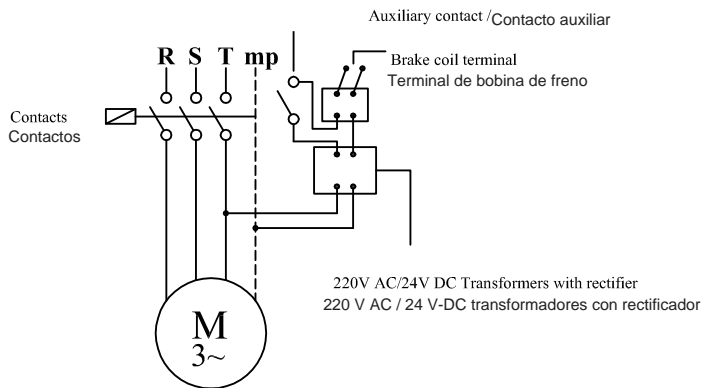 Auxiliary contact /Contacto auxiliar
R S T mp
Brake coil terminal
Terminal de bobina de freno
Contacts
Contactos
220V AC/24V DC Transformers with rectifier
220 V AC / 24 V-DC transformadores con rectificador
M
3~